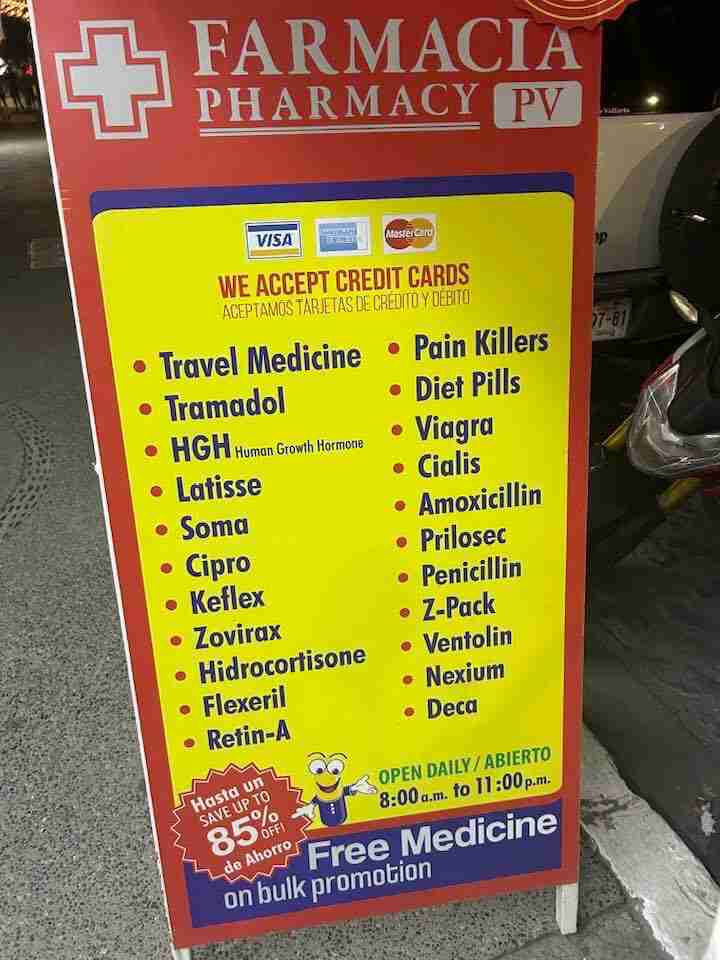 FARMACIA
PHARMACY PV
VISA
MasterCard
WE ACCEPT CREDIT CARDS
ACEPTAMOS TARJETAS DE CRÉDITO Y DÉBITO
• Travel Medicine
• Tramadol
• HGH Human Growth Hormone
• Latisse
• Soma
• Cipro
• Keflex
• Zovirax
• Hidrocortisone
• Flexeril
• Retin-A
• Pain Killers
• Diet Pills
• Viagra
• Cialis
• Amoxicillin
• Prilosec
• Penicillin
• Z-Pack
• Ventolin
• Nexium
• Deca
OPEN DAILY / ABIERTO
8:00 a.m. to 11:00 p.m.
Hasta un
SAVE UP TO
85% OFF!
de Ahorro
Free Medicine
on bulk promotion
97-81